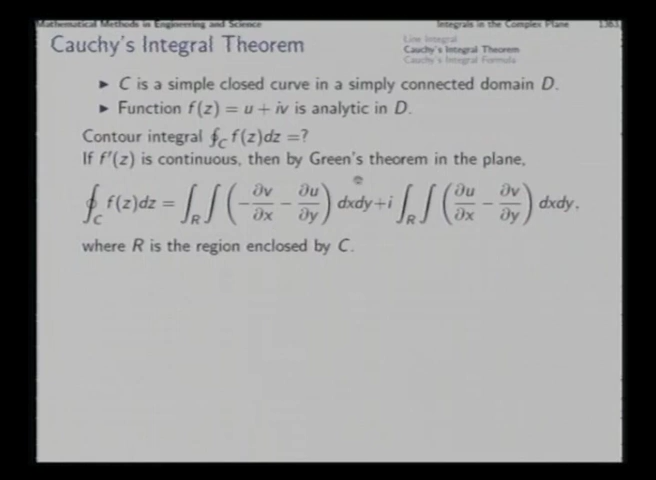 Mathematical Methods in Engineering and Science Integrals in the Complex Plane
Cauchy's Integral Theorem
Line Integral
Cauchy's Integral Theorem
Cauchy's Integral Formula
► C is a simple closed curve in a simply connected domain D.
► Function f(z) = u + iv is analytic in D.
Contour integral ∮_C f(z)dz =?
If f′(z) is continuous, then by Green's theorem in the plane,
∮_C f(z)dz = ∫_R ∫ (−∂v/∂x − ∂u/∂y) dxdy+i ∫_R ∫ (∂u/∂x − ∂v/∂y) dxdy,
where R is the region enclosed by C.